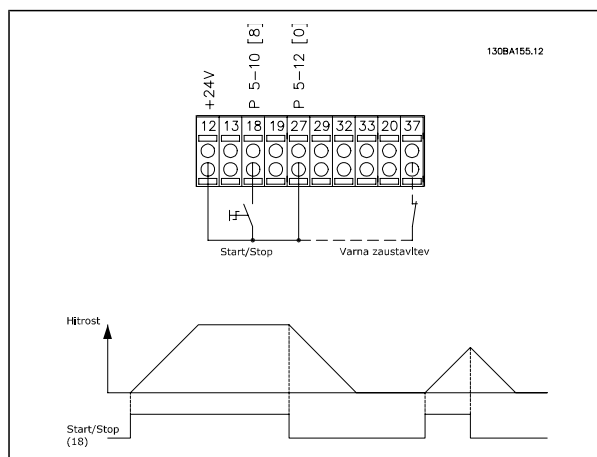 130BA155.12
+24V
P 5-10 [8]
P 5-12 [0]
12 13 18 19 27 29 32 33 20 37
Start/Stop
Varna zaustavitev
Hitrost
Start/Stop
(18)